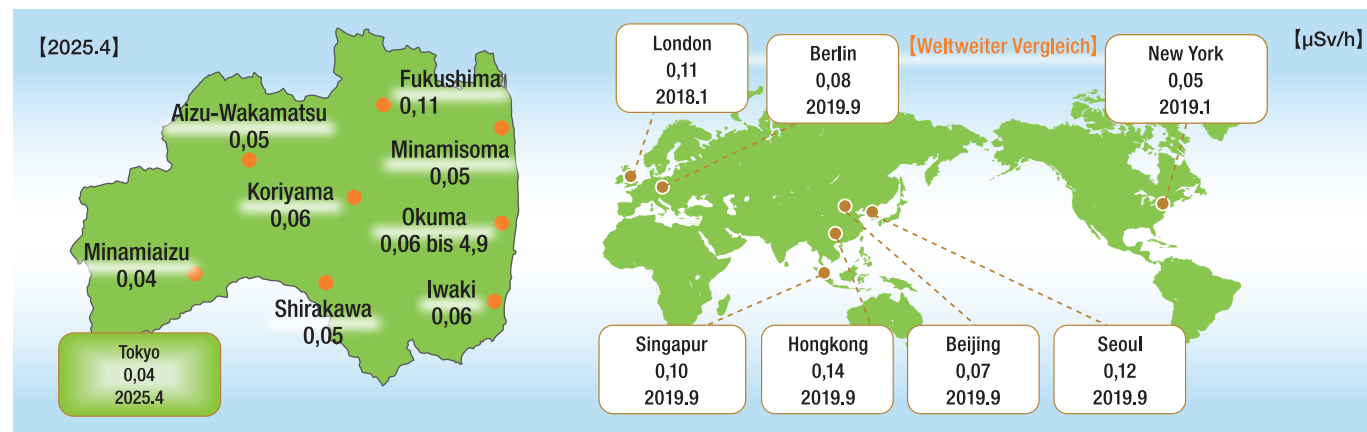 【2025.4】
Fukushima
0,11
Aizu-Wakamatsu
0,05
Minamisoma
0,05
Koriyama
0,06
Okuma
0,06 bis 4,9
Minamiaizu
0,04
Iwaki
0,06
Shirakawa
0,05
Tokyo
0,04
2025.4
【Weltweiter Vergleich】
【µSv/h】
London
0,11
2018.1
Berlin
0,08
2019.9
New York
0,05
2019.1
Singapur
0,10
2019.9
Hongkong
0,14
2019.9
Beijing
0,07
2019.9
Seoul
0,12
2019.9